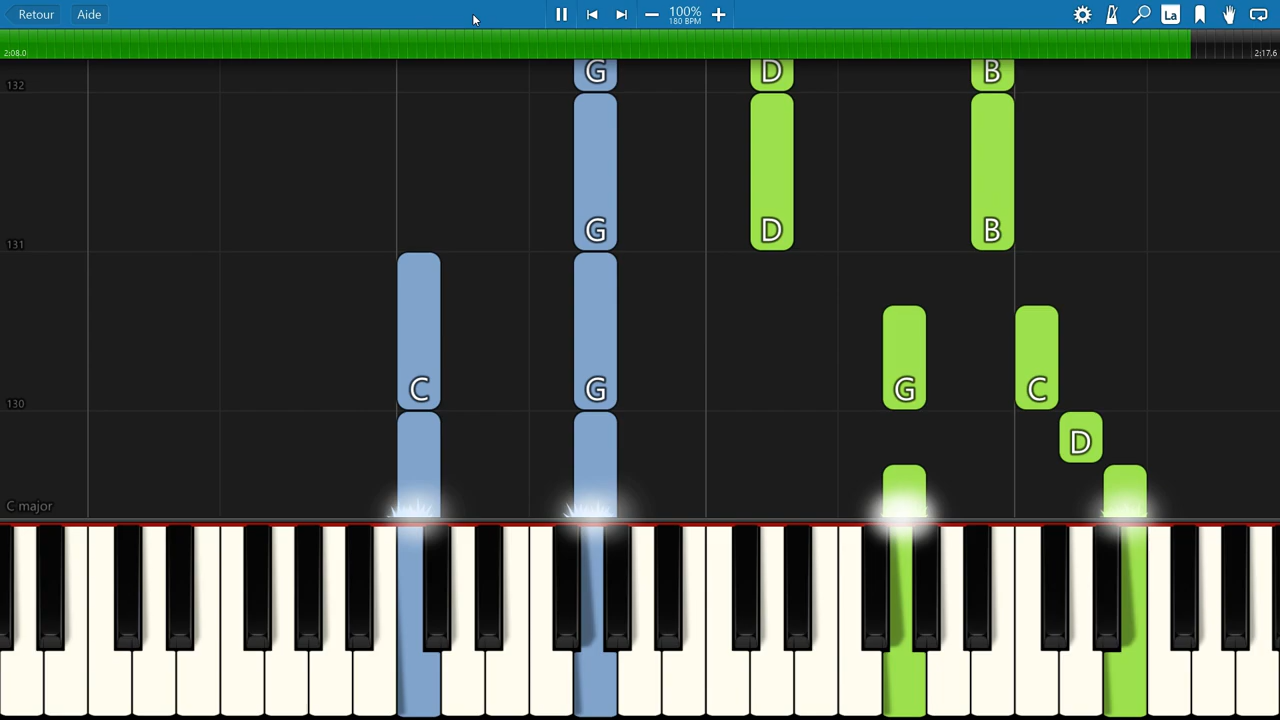 Retour Aide 100% La
180 BPM
2:08.0 2:17.6
G D B
132
G D B
131
C G G C
130
D
C major